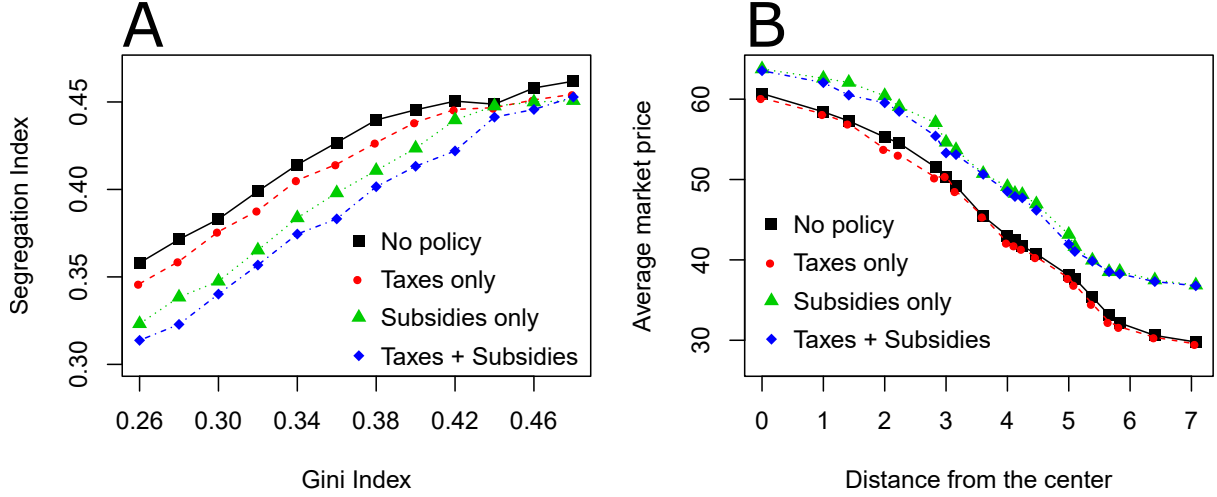 A
Segregation Index
0.45
0.40
0.35
0.30
No policy
Taxes only
Subsidies only
Taxes + Subsidies
0.26 0.30 0.34 0.38 0.42 0.46
Gini Index
B
Average market price
60
50
40
30
No policy
Taxes only
Subsidies only
Taxes + Subsidies
0 1 2 3 4 5 6 7
Distance from the center